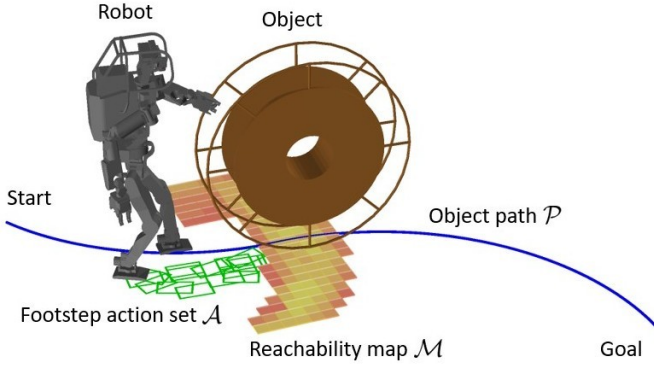 Robot
Object
Start
Object path 𝒫
Footstep action set 𝒜
Reachability map ℳ
Goal